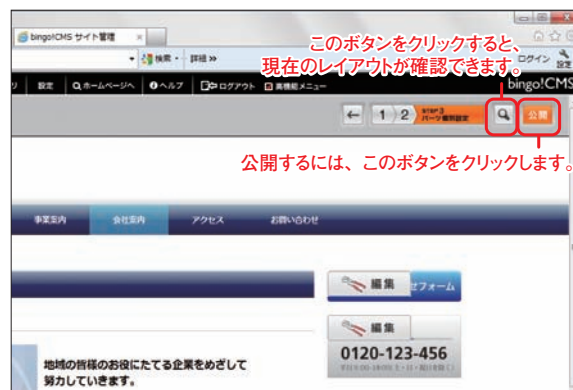 bingo!CMS サイト管理
このボタンをクリックすると、
現在のレイアウトが確認できます。
検索
詳細 »
ログイン
設定
設定
ホームページへ
ヘルプ
ログアウト
高機能メニュー
bingo!CMS
← 1 2 STEP 3
パーツ個別設定
公開
公開するには、このボタンをクリックします。
事業案内 会社案内 アクセス お問い合わせ
編集
せフォーム
編集
0120-123-456
地域の皆様のお役にたてる企業をめざして
努力していきます。